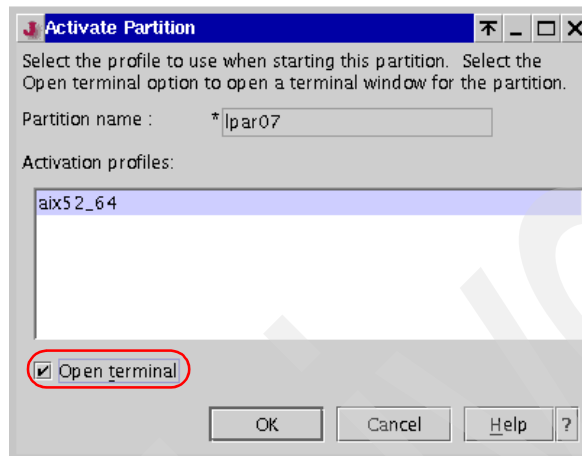 Activate Partition
Select the profile to use when starting this partition. Select the
Open terminal option to open a terminal window for the partition.
Partition name : * lpar07
Activation profiles:
aix52_64
Open terminal
OK Cancel Help ?